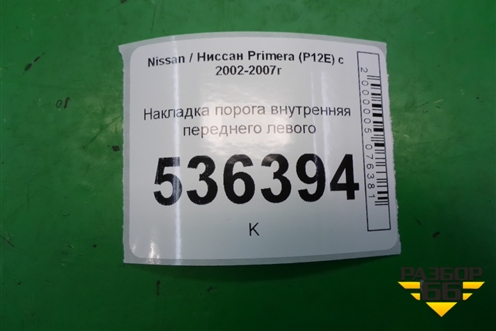 Nissan / Ниссан Primera (P12E) с
2002-2007г
Накладка порога внутренняя
переднего левого
536394
K
2000005076381
РАЗБОР
66